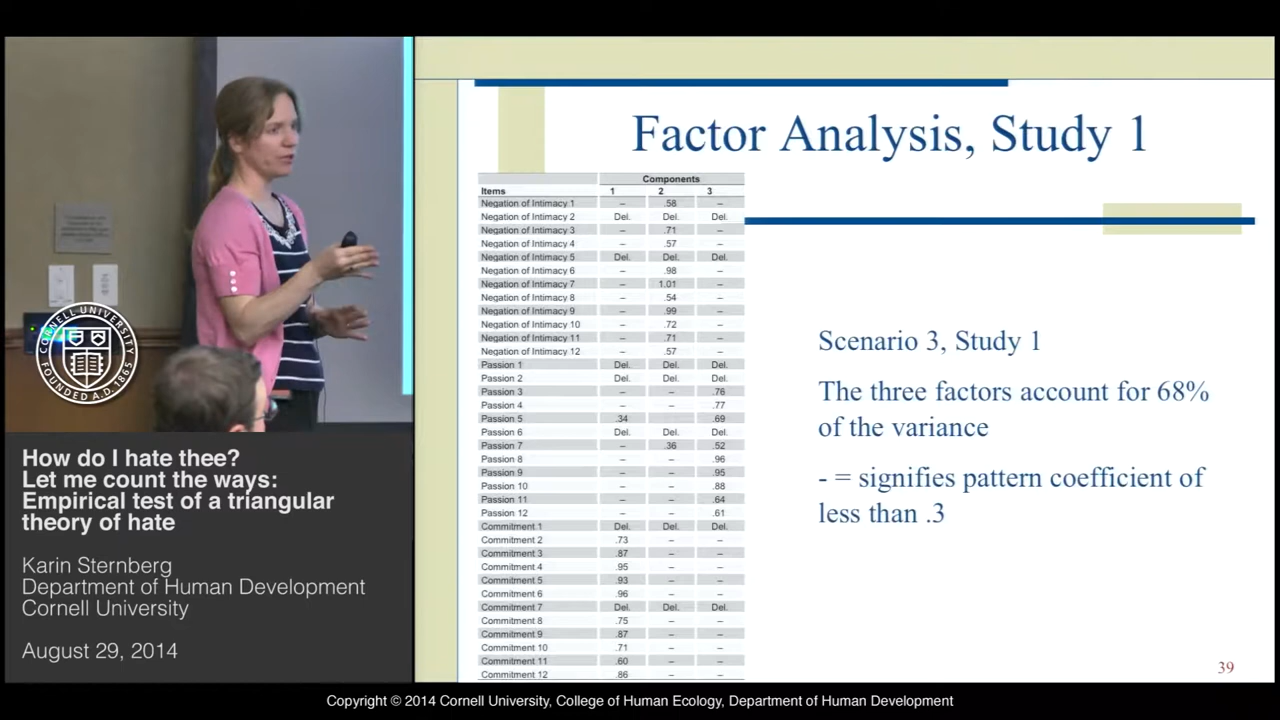 Factor Analysis, Study 1
Components
Items 1 2 3
Negation of Intimacy 1 – .58 –
Negation of Intimacy 2 Del. Del. Del.
Negation of Intimacy 3 – .71 –
Negation of Intimacy 4 – .57 –
Negation of Intimacy 5 Del. Del. Del.
Negation of Intimacy 6 – .98 –
Negation of Intimacy 7 – 1.01 –
Negation of Intimacy 8 – .54 –
Negation of Intimacy 9 – .99 –
Negation of Intimacy 10 – .72 –
Negation of Intimacy 11 – .71 –
Negation of Intimacy 12 – .57 –
Passion 1 Del. Del. Del.
Passion 2 Del. Del. Del.
Passion 3 – – .76
Passion 4 – – .77
Passion 5 .34 .69
Passion 6 Del. Del. Del.
Passion 7 – .36 .52
Passion 8 – – .96
Passion 9 – – .95
Passion 10 – – .88
Passion 11 – – .64
Passion 12 – – .61
Commitment 1 Del. Del. Del.
Commitment 2 .73 – –
Commitment 3 .87 – –
Commitment 4 .95 – –
Commitment 5 .93 – –
Commitment 6 .96 – –
Commitment 7 Del. Del. Del.
Commitment 8 .75 – –
Commitment 9 .87 – –
Commitment 10 .71 – –
Commitment 11 .60 – –
Commitment 12 .86 – –
Scenario 3, Study 1
The three factors account for 68%
of the variance
- = signifies pattern coefficient of
less than .3
39
CORNELL UNIVERSITY
FOUNDED A.D. 1865
How do I hate thee?
Let me count the ways:
Empirical test of a triangular
theory of hate
Karin Sternberg
Department of Human Development
Cornell University
August 29, 2014
Copyright © 2014 Cornell University, College of Human Ecology, Department of Human Development